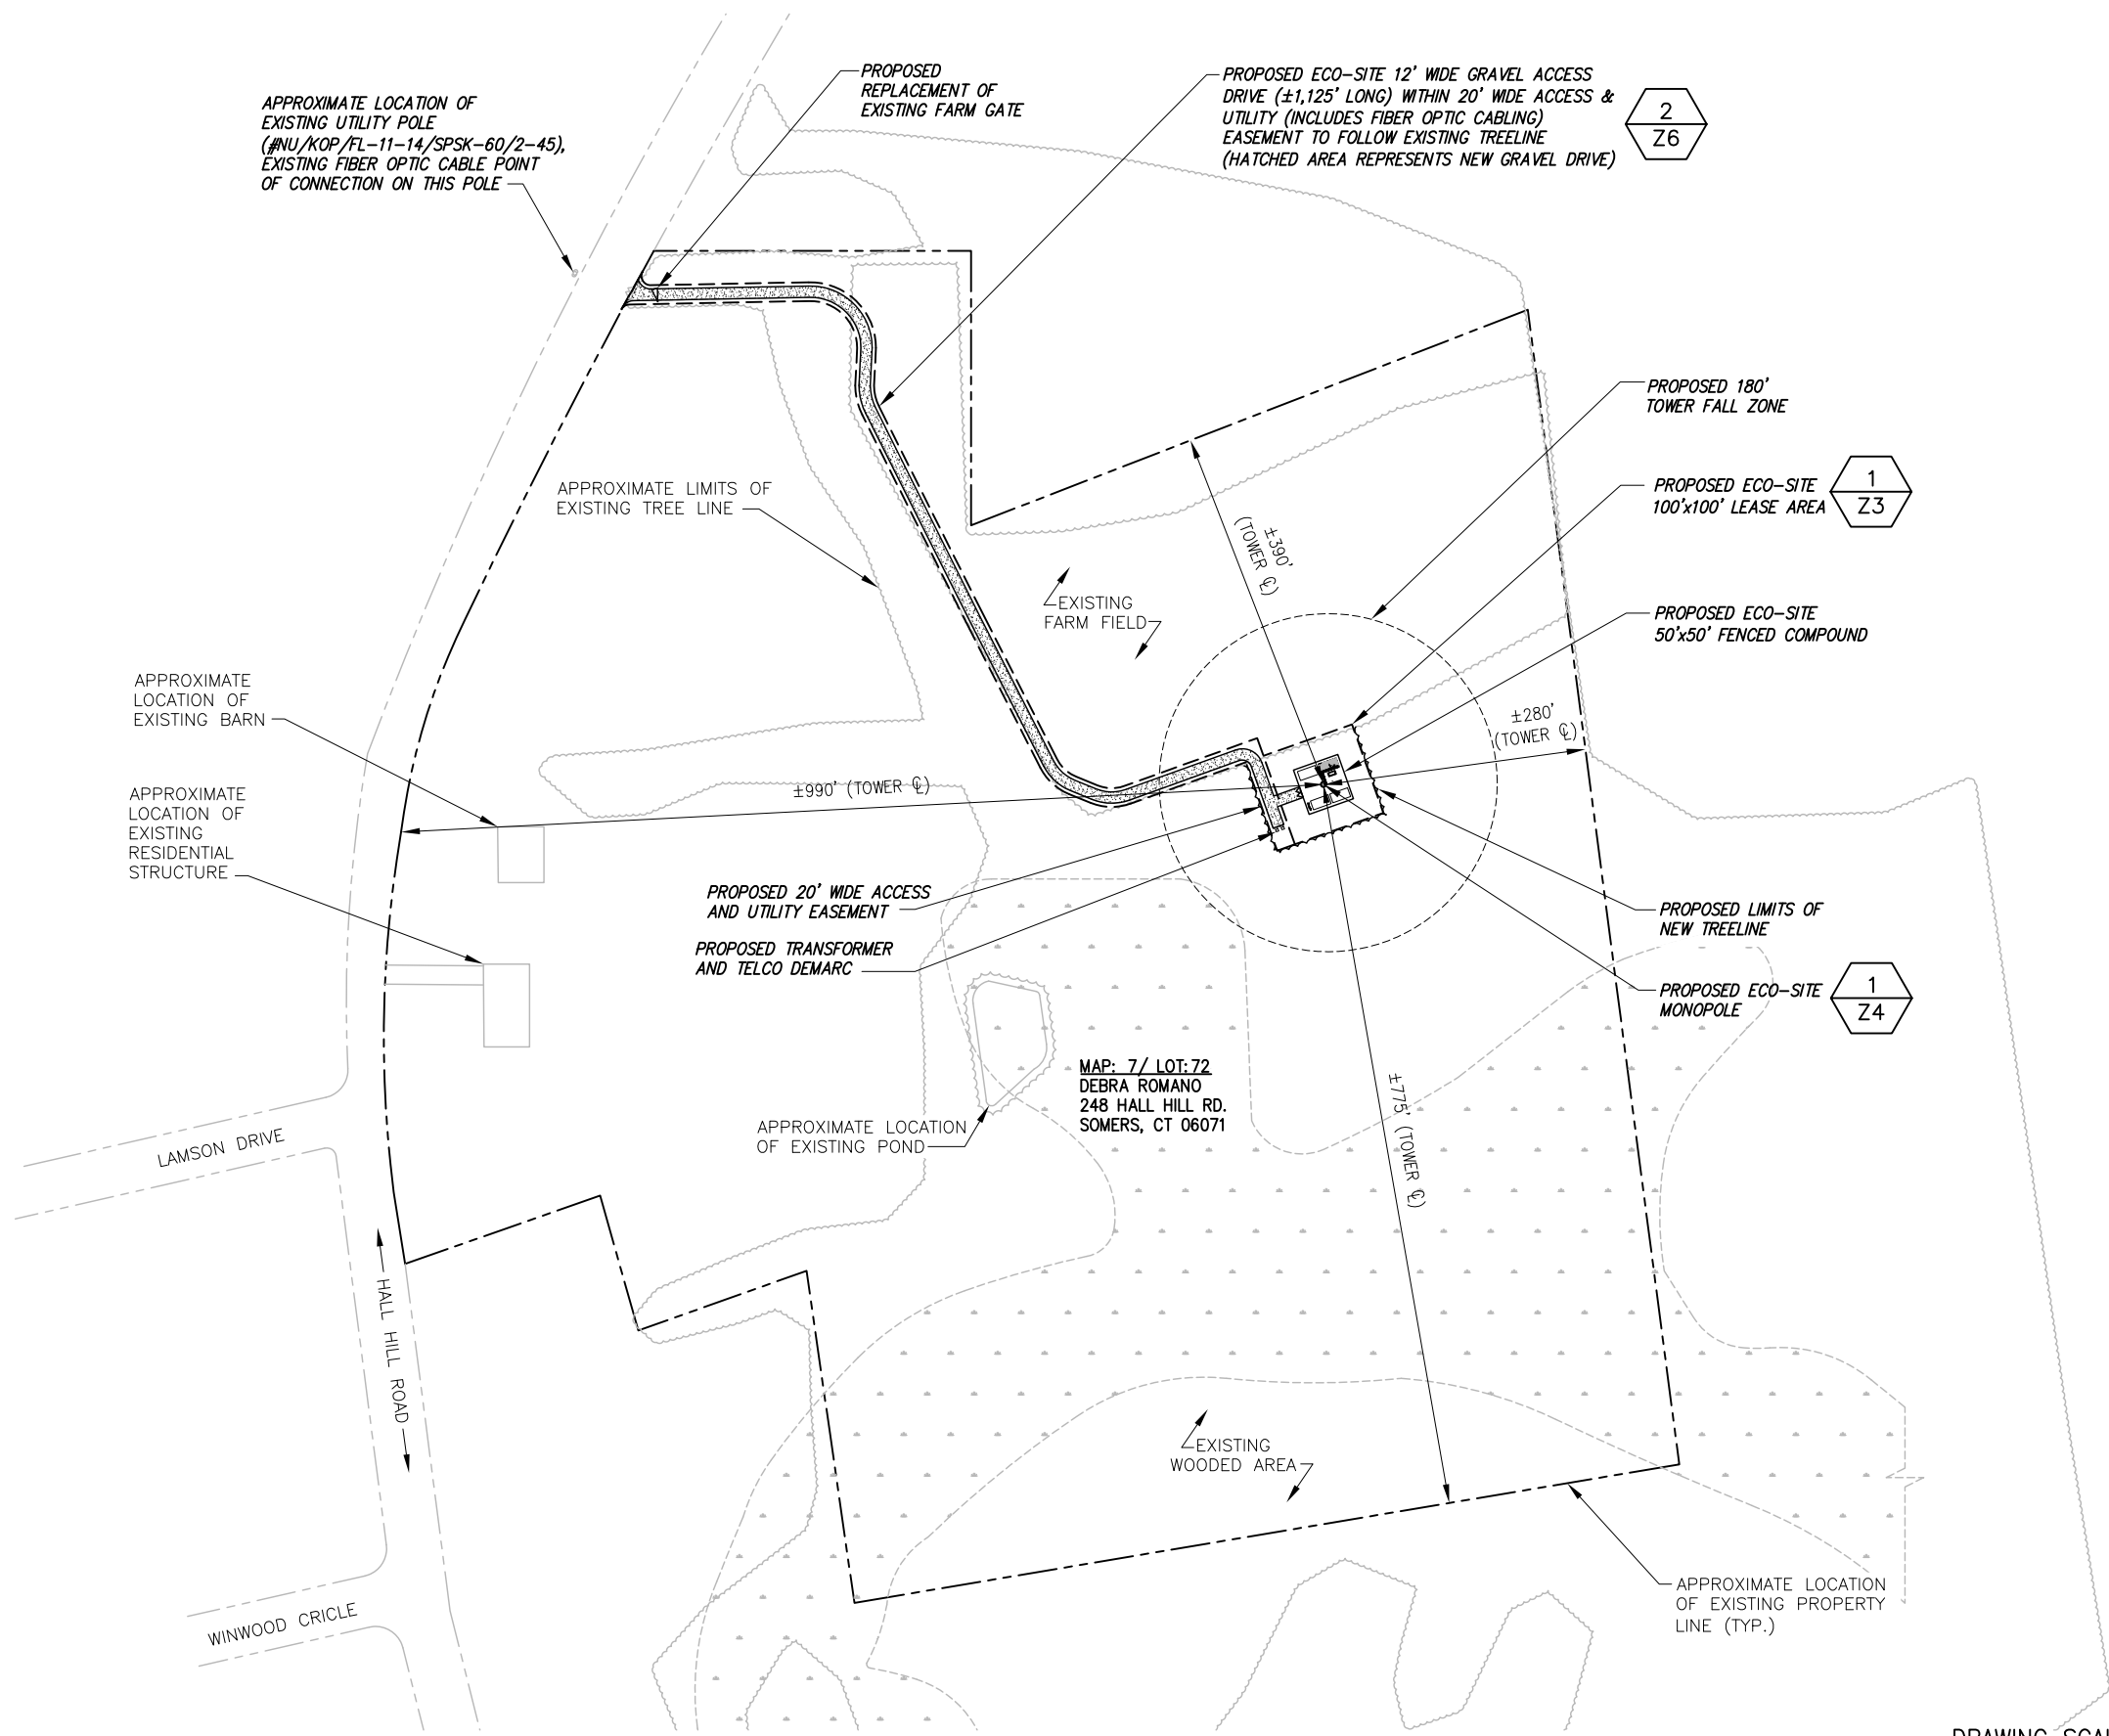 APPROXIMATE LOCATION OF
EXISTING UTILITY POLE
(#NU/KOP/FL-11-14/SPSK-60/2-45),
EXISTING FIBER OPTIC CABLE POINT
OF CONNECTION ON THIS POLE
PROPOSED
REPLACEMENT OF
EXISTING FARM GATE
PROPOSED ECO-SITE 12' WIDE GRAVEL ACCESS
DRIVE (±1,125' LONG) WITHIN 20' WIDE ACCESS &
UTILITY (INCLUDES FIBER OPTIC CABLING)
EASEMENT TO FOLLOW EXISTING TREELINE
(HATCHED AREA REPRESENTS NEW GRAVEL DRIVE)
2
Z6
PROPOSED 180'
TOWER FALL ZONE
PROPOSED ECO-SITE
100'x100' LEASE AREA
1
Z3
APPROXIMATE LIMITS OF
EXISTING TREE LINE
±390'
(TOWER ℄)
EXISTING
FARM FIELD
PROPOSED ECO-SITE
50'x50' FENCED COMPOUND
APPROXIMATE
LOCATION OF
EXISTING BARN
±280'
(TOWER ℄)
±990' (TOWER ℄)
APPROXIMATE
LOCATION OF
EXISTING
RESIDENTIAL
STRUCTURE
PROPOSED 20' WIDE ACCESS
AND UTILITY EASEMENT
PROPOSED TRANSFORMER
AND TELCO DEMARC
PROPOSED LIMITS OF
NEW TREELINE
PROPOSED ECO-SITE
MONOPOLE
1
Z4
MAP: 7/ LOT:72
DEBRA ROMANO
248 HALL HILL RD.
SOMERS, CT 06071
±775' (TOWER ℄)
APPROXIMATE LOCATION
OF EXISTING POND
LAMSON DRIVE
HALL HILL ROAD
EXISTING
WOODED AREA
WINWOOD CRICLE
APPROXIMATE LOCATION
OF EXISTING PROPERTY
LINE (TYP.)